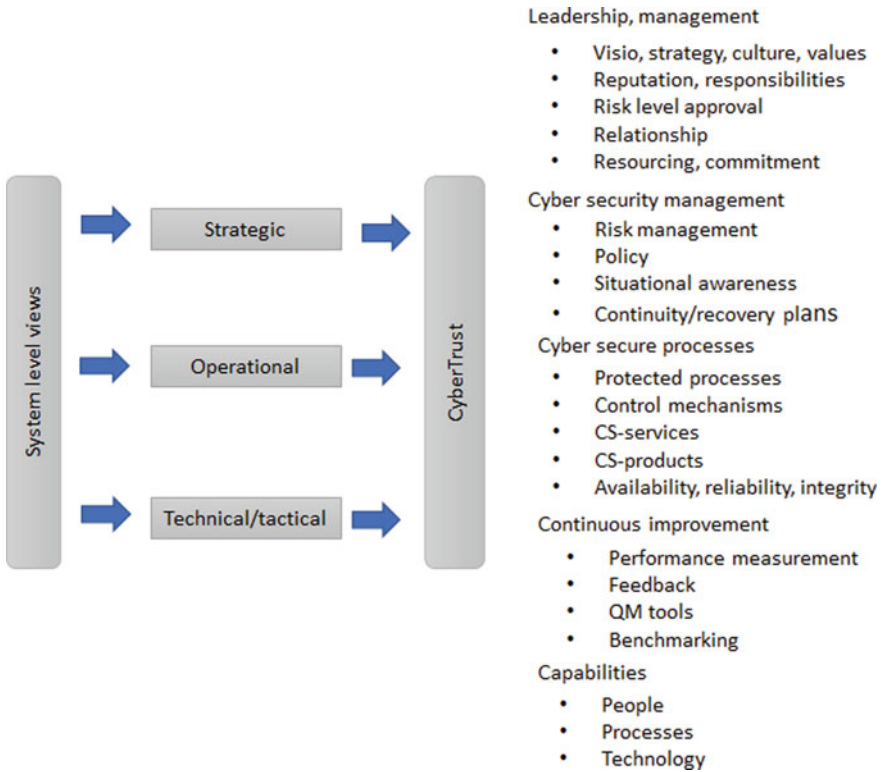 System level views
Strategic
Operational
Technical/tactical
CyberTrust
Leadership, management
• Visio, strategy, culture, values
• Reputation, responsibilities
• Risk level approval
• Relationship
• Resourcing, commitment
Cyber security management
• Risk management
• Policy
• Situational awareness
• Continuity/recovery plans
Cyber secure processes
• Protected processes
• Control mechanisms
• CS-services
• CS-products
• Availability, reliability, integrity
Continuous improvement
• Performance measurement
• Feedback
• QM tools
• Benchmarking
Capabilities
• People
• Processes
• Technology